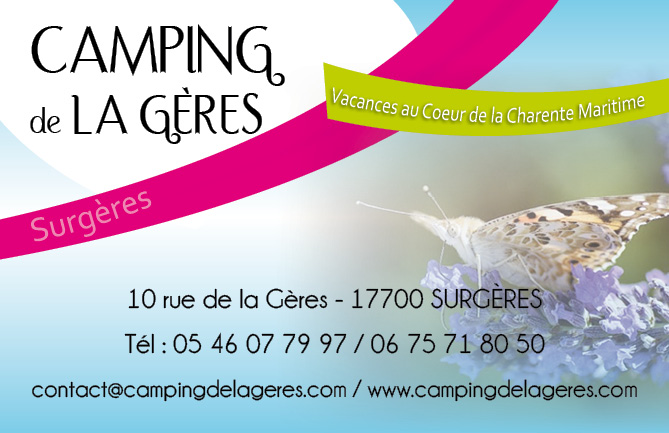 CAMPING
de LA GÈRES
Vacances au Coeur de la Charente Maritime
Surgères
10 rue de la Gères - 17700 SURGÈRES
Tél : 05 46 07 79 97 / 06 75 71 80 50
contact@campingdelageres.com / www.campingdelageres.com